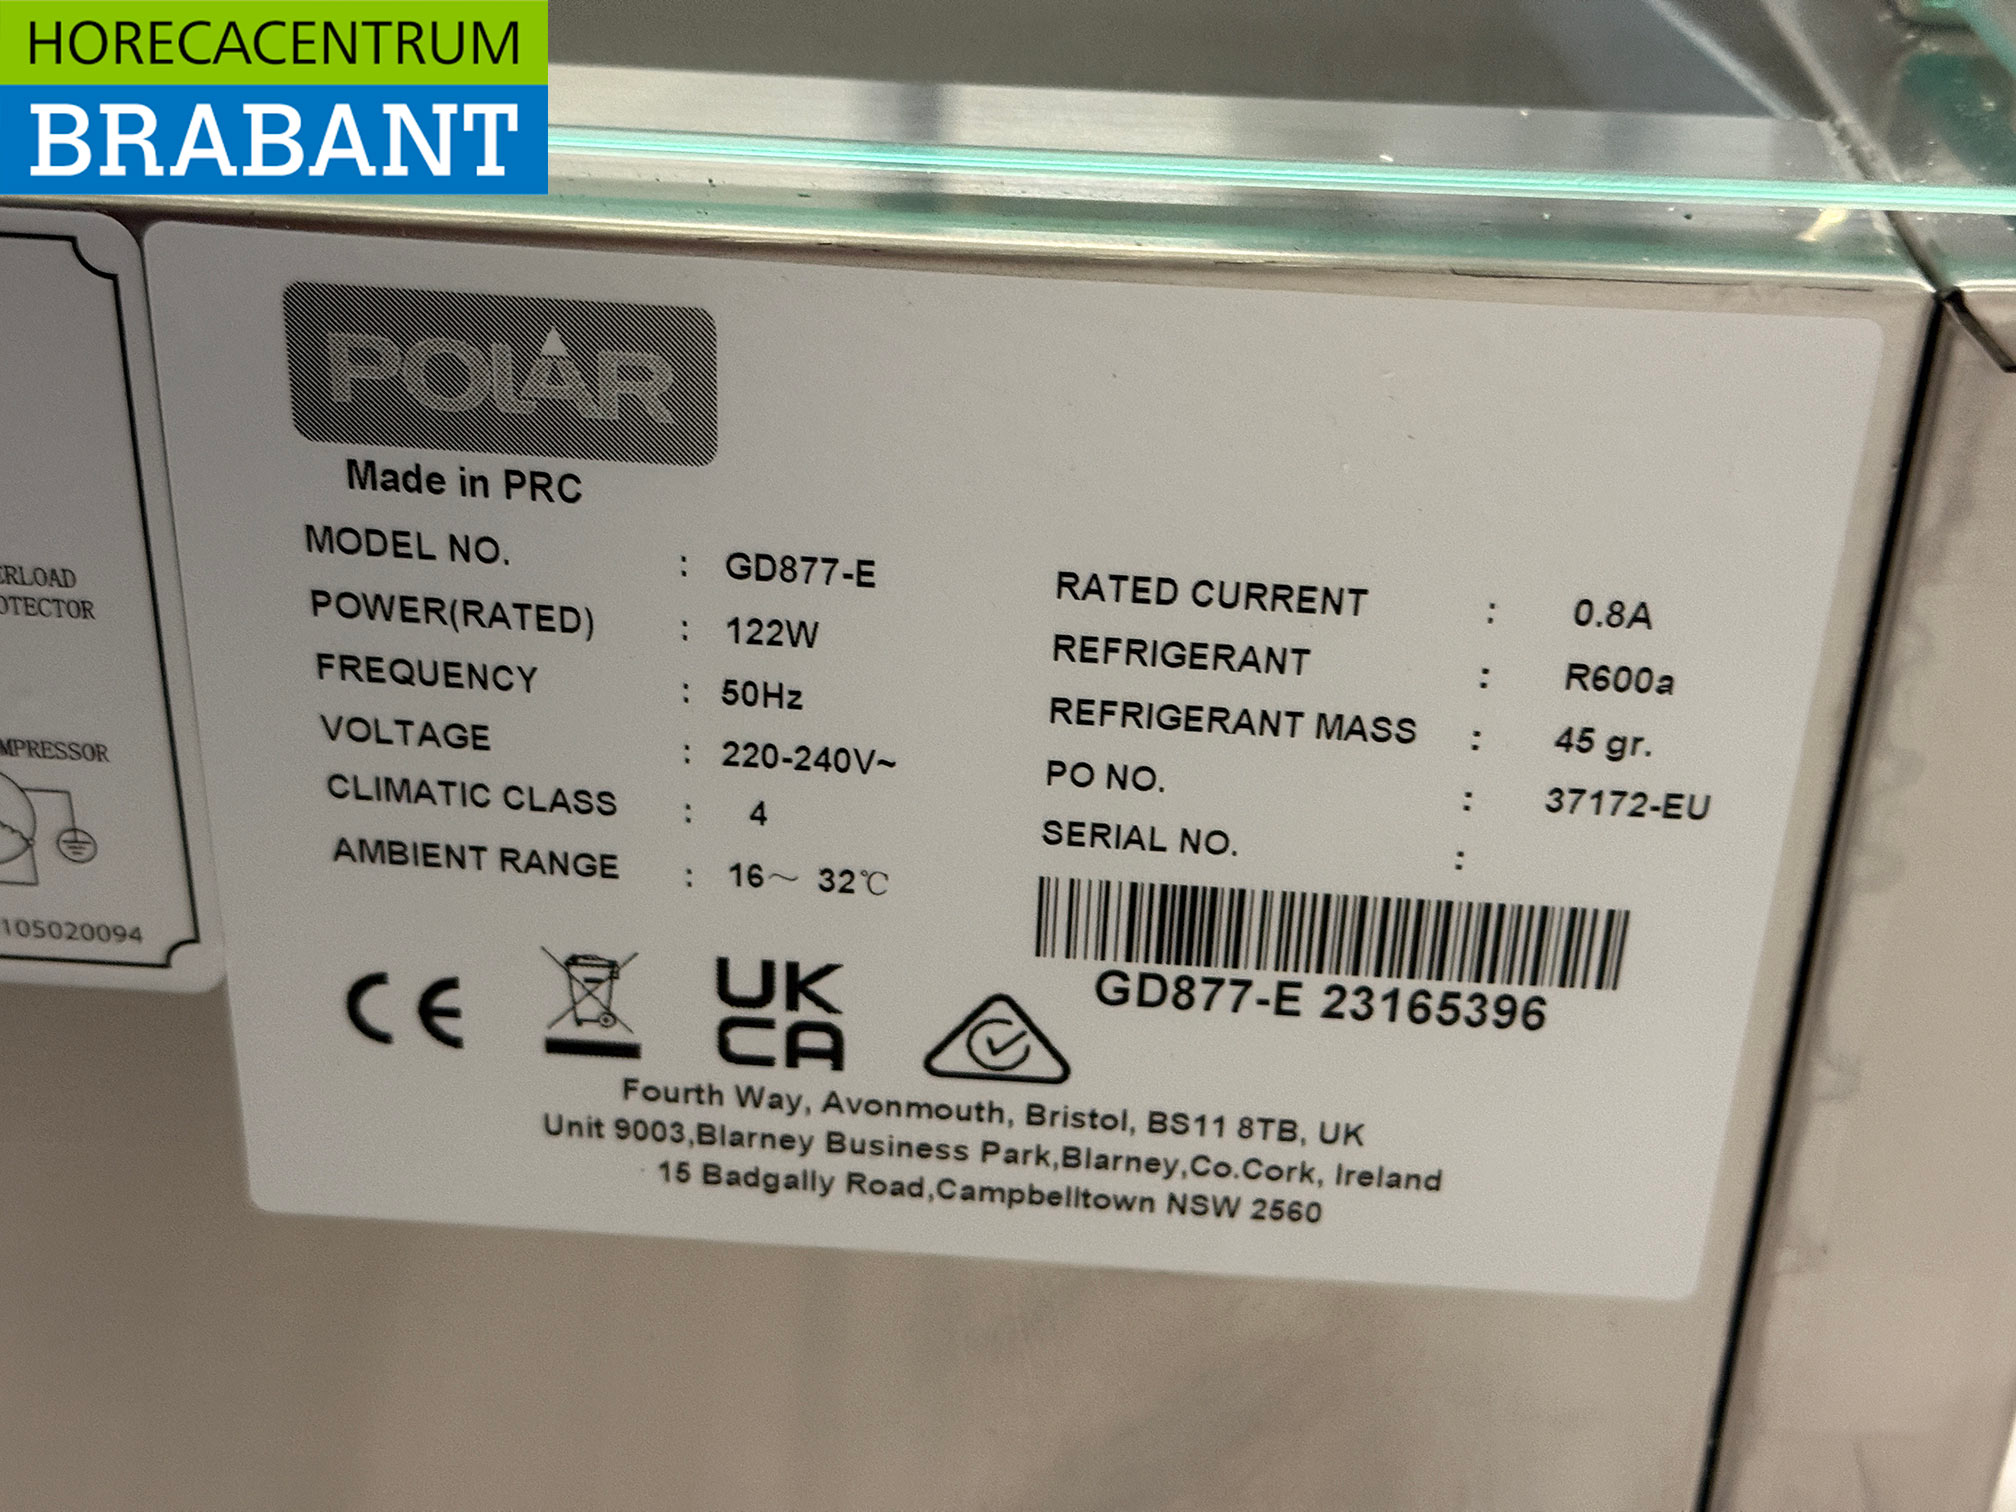 HORECACENTRUM
BRABANT
POLAR
Made in PRC
MODEL NO. : GD877-E
POWER(RATED) : 122W
FREQUENCY : 50Hz
VOLTAGE : 220-240V~
CLIMATIC CLASS : 4
AMBIENT RANGE : 16～ 32℃
RATED CURRENT : 0.8A
REFRIGERANT : R600a
REFRIGERANT MASS : 45 gr.
PO NO. : 37172-EU
SERIAL NO. :
GD877-E 23165396
CE
UK
CA
Fourth Way, Avonmouth, Bristol, BS11 8TB, UK
Unit 9003,Blarney Business Park,Blarney,Co.Cork, Ireland
15 Badgally Road,Campbelltown NSW 2560
105020094